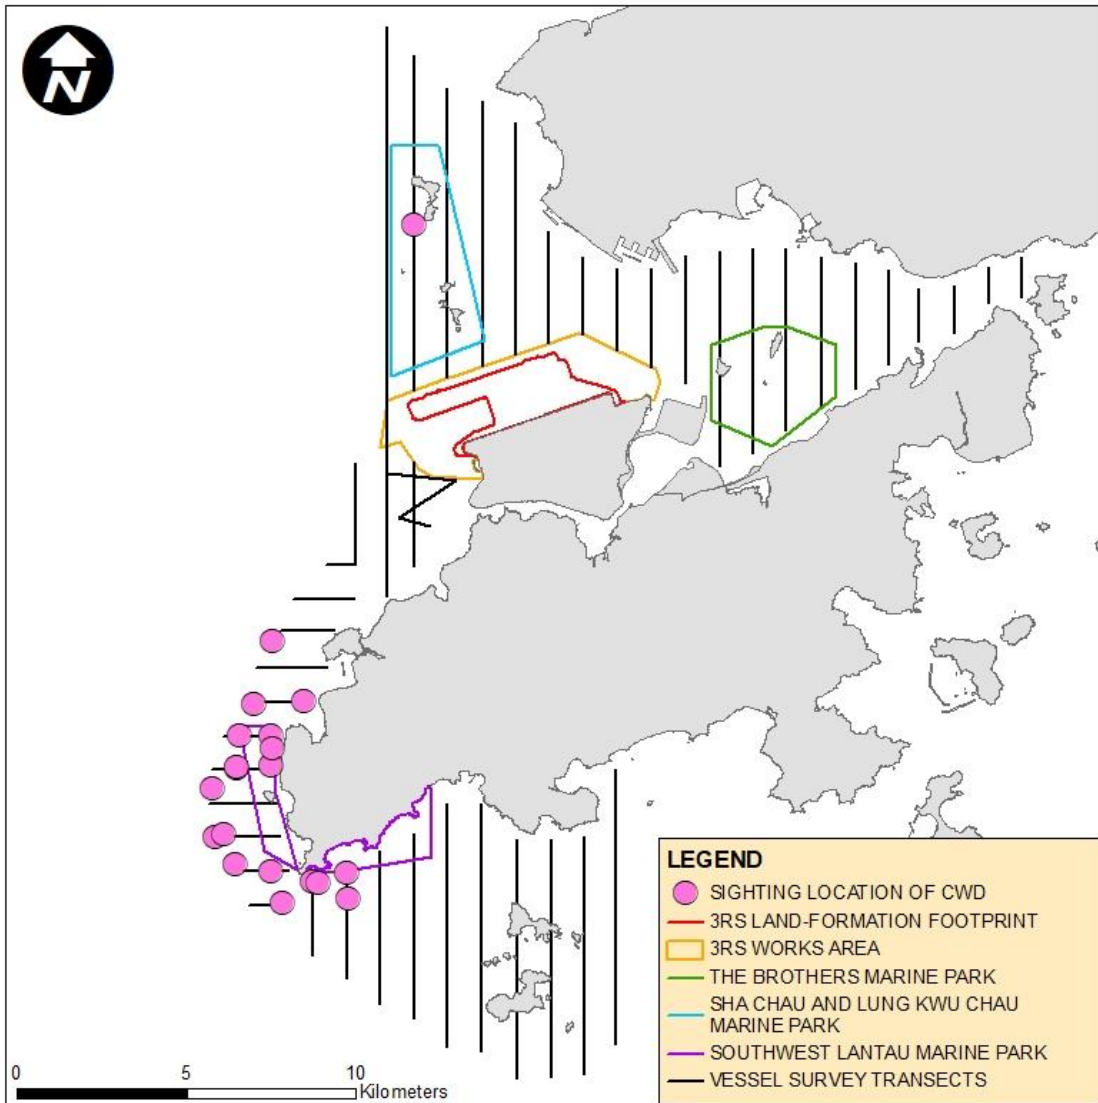 N
LEGEND
SIGHTING LOCATION OF CWD
3RS LAND-FORMATION FOOTPRINT
3RS WORKS AREA
THE BROTHERS MARINE PARK
SHA CHAU AND LUNG KWU CHAU
MARINE PARK
SOUTHWEST LANTAU MARINE PARK
VESSEL SURVEY TRANSECTS
0 5 10
Kilometers